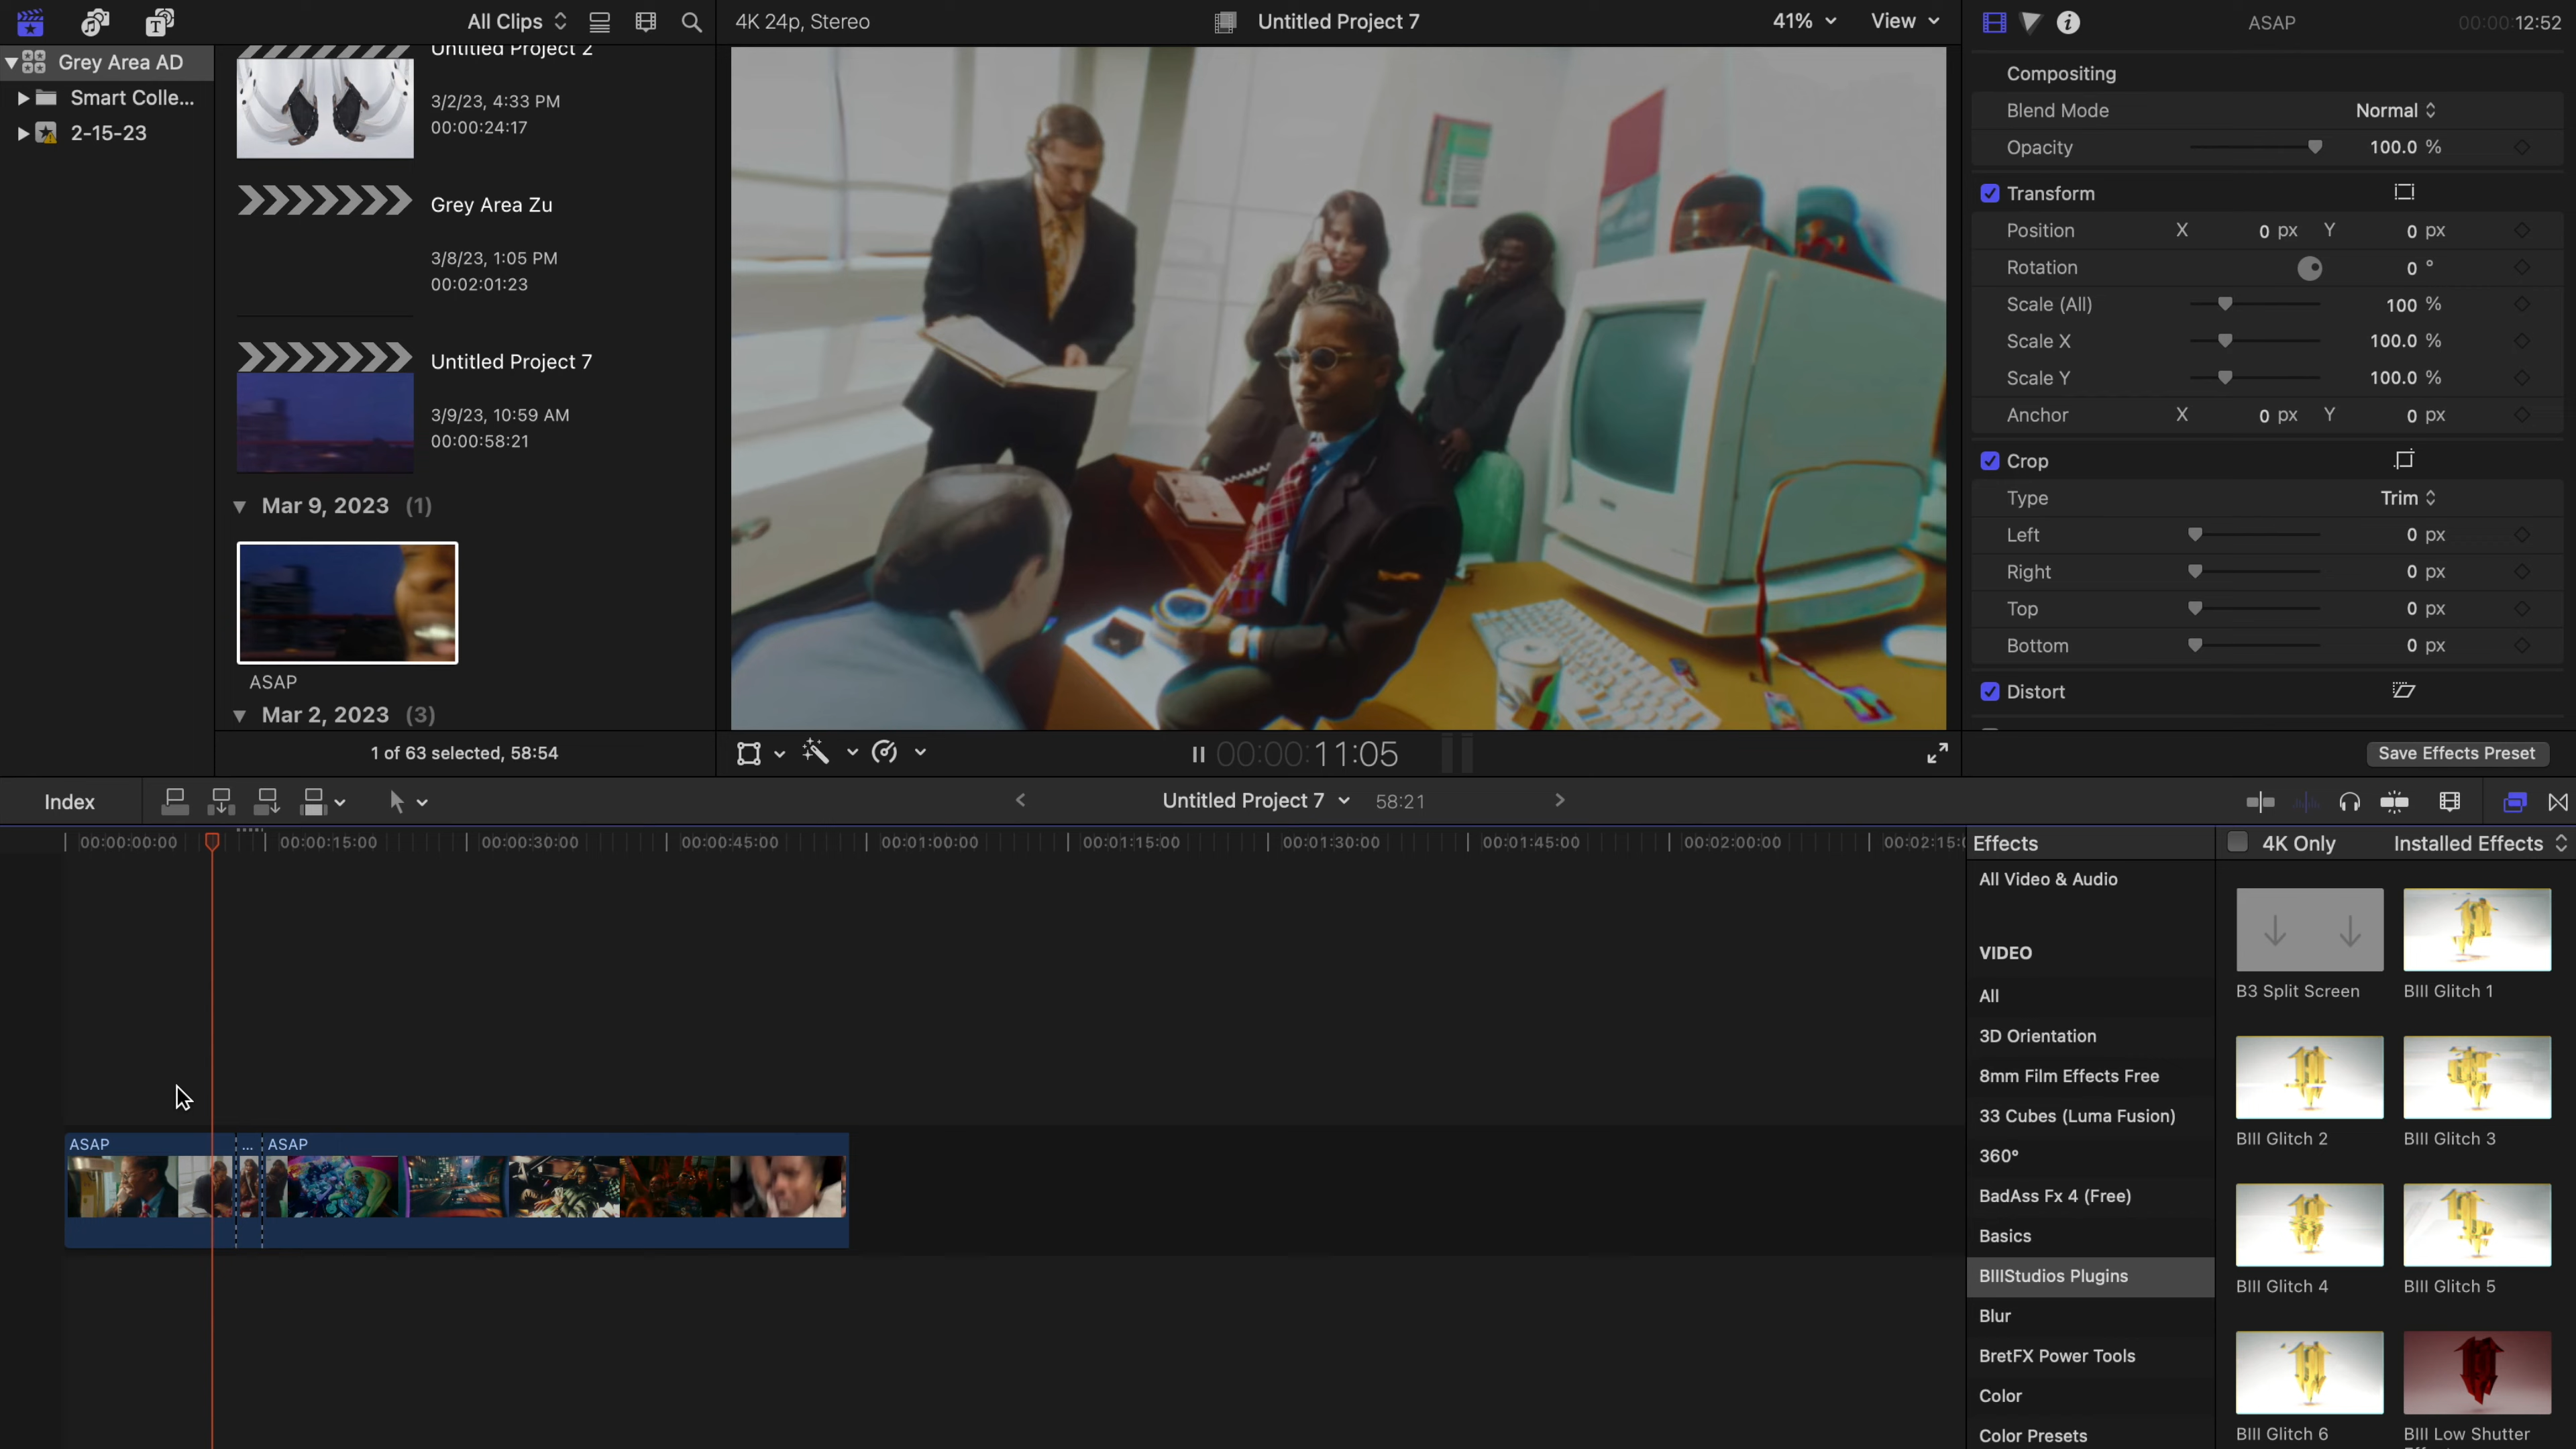 All Clips
4K 24p, Stereo
Untitled Project 7
41%
View
ASAP
00:00:12:52
Grey Area AD
Smart Colle...
2-15-23
Untitled Project 2
3/2/23, 4:33 PM
00:00:24:17
Grey Area Zu
3/8/23, 1:05 PM
00:02:01:23
Untitled Project 7
3/9/23, 10:59 AM
00:00:58:21
Mar 9, 2023 (1)
ASAP
Mar 2, 2023 (3)
1 of 63 selected, 58:54
00:00:11:05
Compositing
Blend Mode Normal
Opacity 100.0 %
Transform
Position X 0 px Y 0 px
Rotation 0 °
Scale (All) 100 %
Scale X 100.0 %
Scale Y 100.0 %
Anchor X 0 px Y 0 px
Crop
Type Trim
Left 0 px
Right 0 px
Top 0 px
Bottom 0 px
Distort
Save Effects Preset
Index
Untitled Project 7
58:21
00:00:00:00 00:00:15:00 00:00:30:00 00:00:45:00 00:01:00:00 00:01:15:00 00:01:30:00 00:01:45:00 00:02:00:00 00:02:15:0
ASAP ... ASAP
Effects
4K Only
Installed Effects
All Video & Audio
VIDEO
All
3D Orientation
8mm Film Effects Free
33 Cubes (Luma Fusion)
360°
BadAss Fx 4 (Free)
Basics
BIIIStudios Plugins
Blur
BretFX Power Tools
Color
Color Presets
B3 Split Screen
BIII Glitch 1
BIII Glitch 2
BIII Glitch 3
BIII Glitch 4
BIII Glitch 5
BIII Glitch 6
BIII Low Shutter